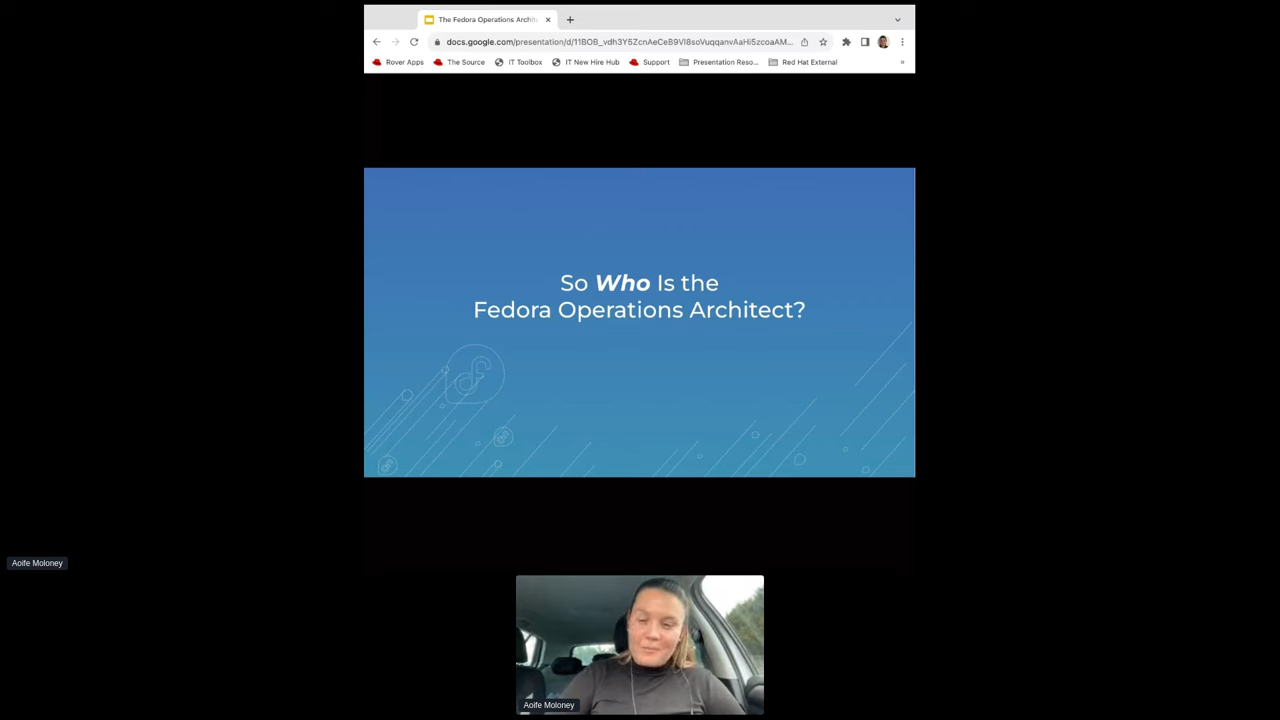 The Fedora Operations Archit
docs.google.com/presentation/d/11BOB_vdh3Y5ZcnAeCeB9Vl8soVuqqanvAaHi5zcoaAM...
Rover Apps
The Source
IT Toolbox
IT New Hire Hub
Support
Presentation Reso...
Red Hat External
»
So Who Is the
Fedora Operations Architect?
Aoife Moloney
Aoife Moloney